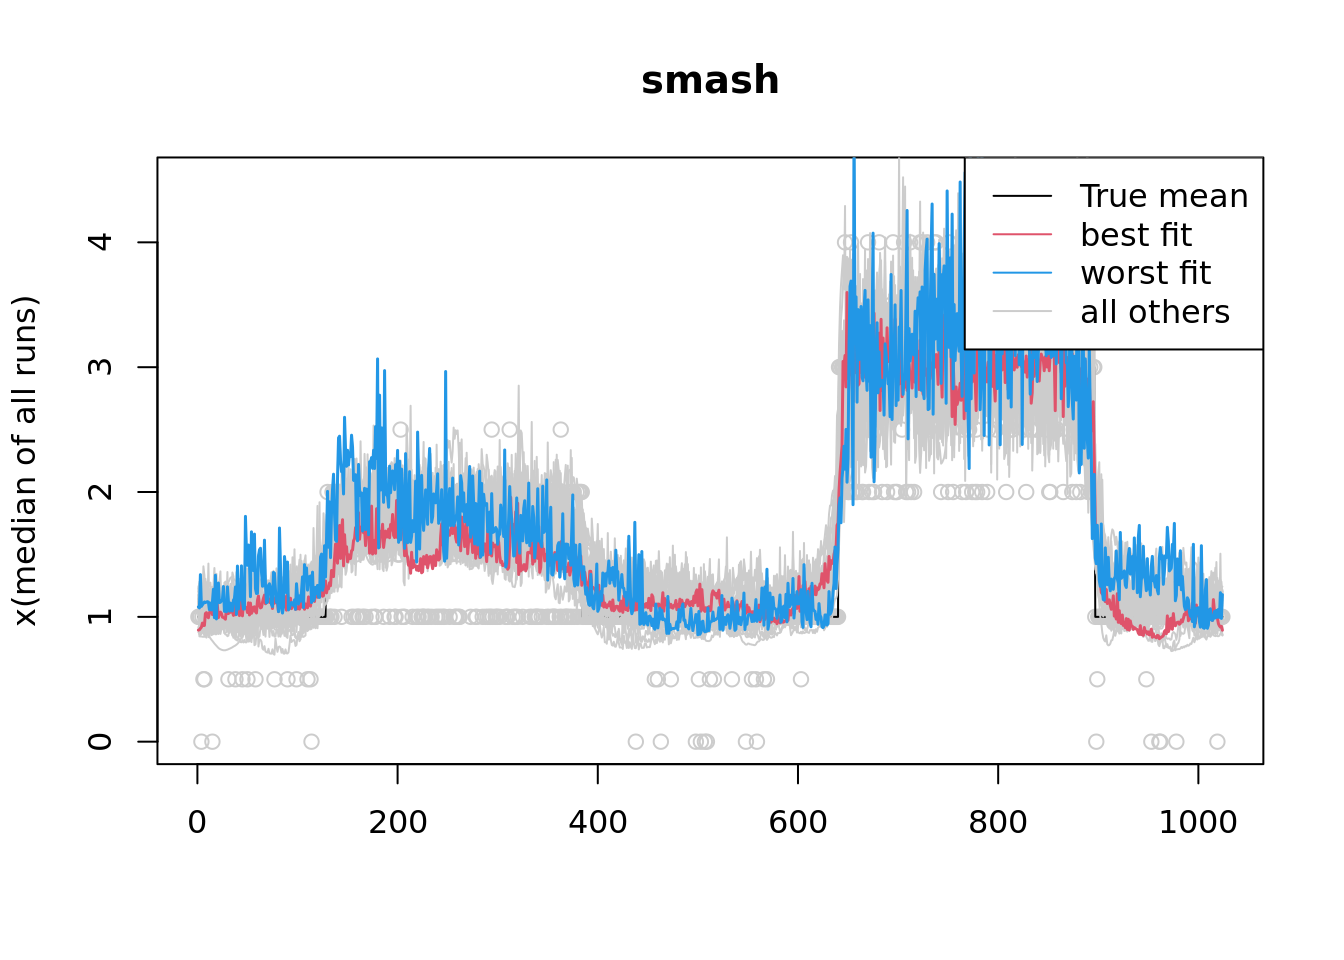 smash
x(median of all runs)
4
3
2
1
0
True mean
best fit
worst fit
all others
0 200 400 600 800 1000